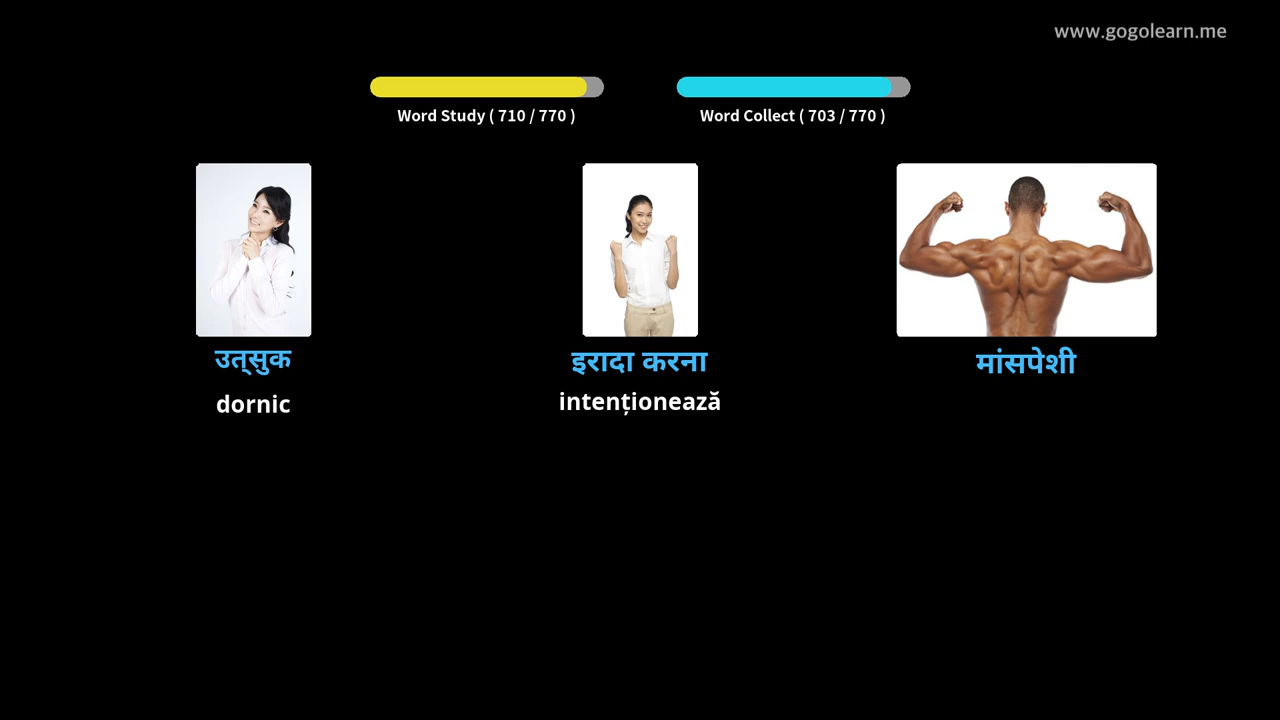 www.gogolearn.me
Word Study ( 710 / 770 )
Word Collect ( 703 / 770 )
उत्सुक
इरादा करना
मांसपेशी
dornic
intenționează